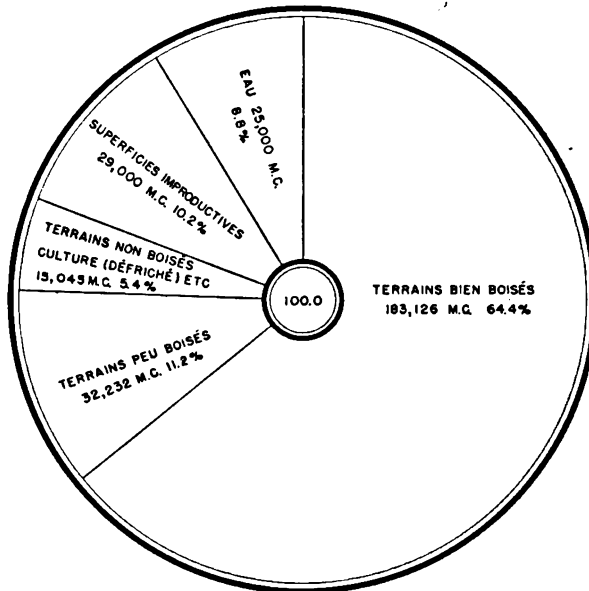 EAU 25,000 M.C.
8.8%
SUPERFICIES IMPRODUCTIVES
29,000 M.C. 10.2%
TERRAINS NON BOISÉS
CULTURE (DÉFRICHÉ) ETC
15,045 M.C. 5.4%
TERRAINS PEU BOISÉS
32,232 M.C. 11.2%
100.0
TERRAINS BIEN BOISÉS
183,126 M.C. 64.4%